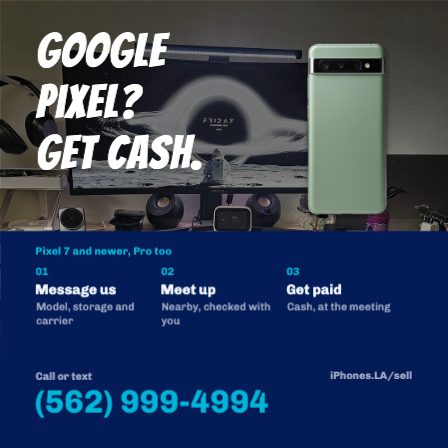 GOOGLE
PIXEL?
GET CASH.
FRIDAY
Pixel 7 and newer, Pro too
01
Message us
Model, storage and
carrier
02
Meet up
Nearby, checked with
you
03
Get paid
Cash, at the meeting
Call or text
(562) 999-4994
iPhones.LA/sell